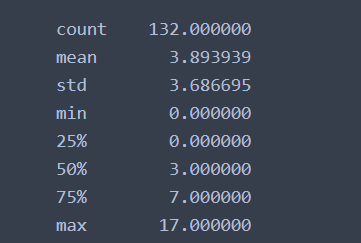 count 132.000000
mean 3.893939
std 3.686695
min 0.000000
25% 0.000000
50% 3.000000
75% 7.000000
max 17.000000